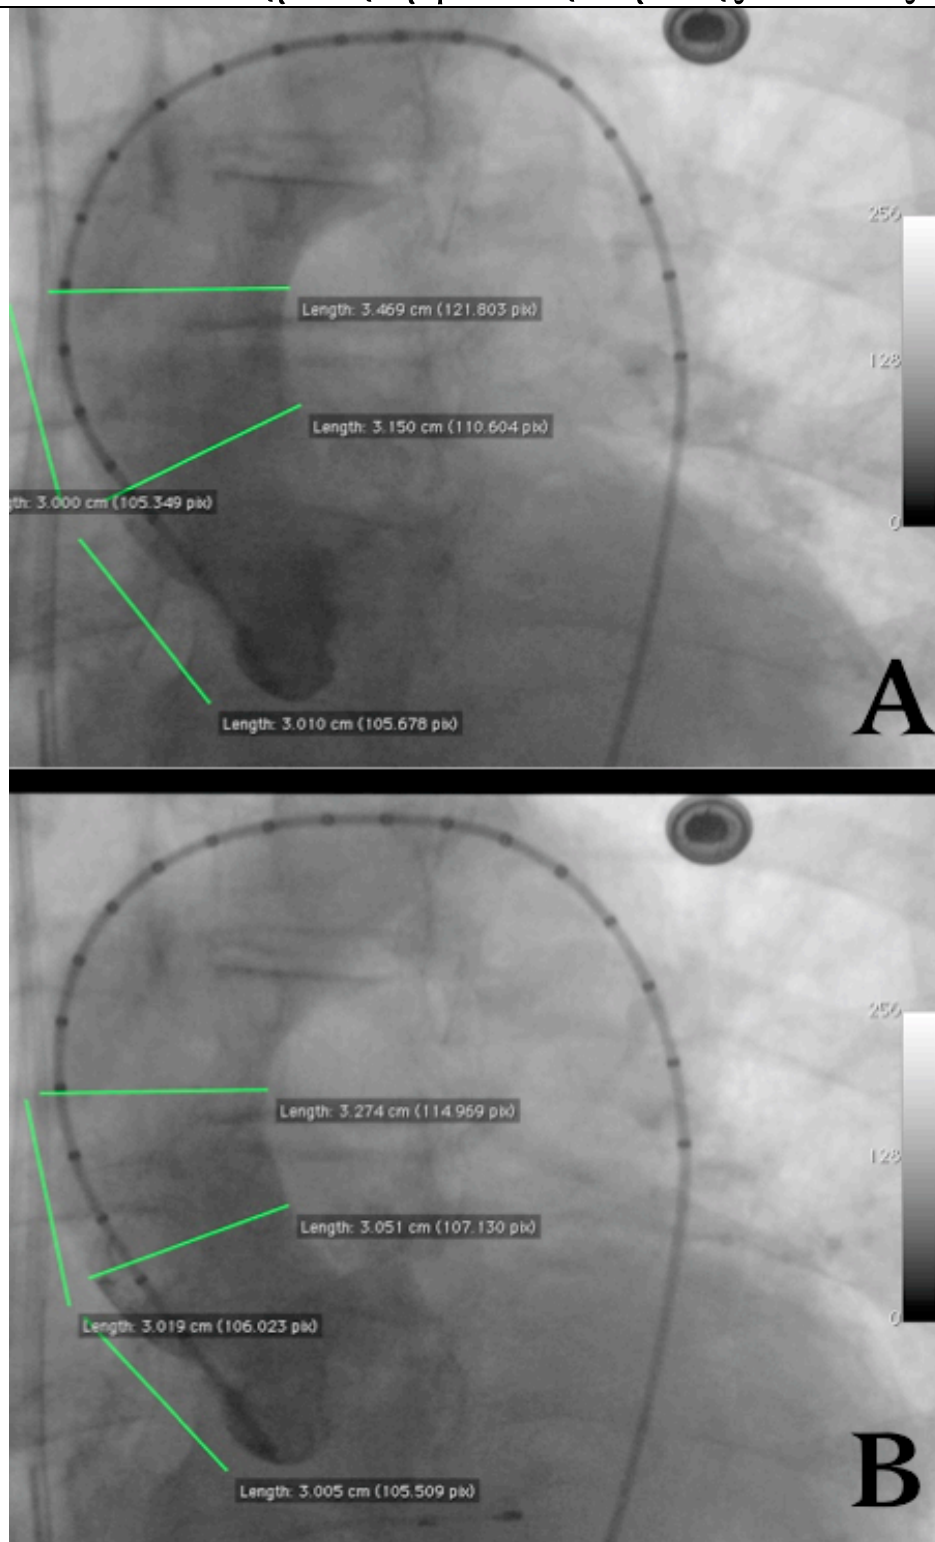 256
Length: 3.469 cm (121.803 pix)
128
Length: 3.150 cm (110.604 pix)
gth: 3.000 cm (105.349 pix)
0
A
Length: 3.010 cm (105.678 pix)
256
Length: 3.274 cm (114.969 pix)
128
Length: 3.051 cm (107.130 pix)
0
Length: 3.019 cm (106.023 pix)
B
Length: 3.005 cm (105.509 pix)